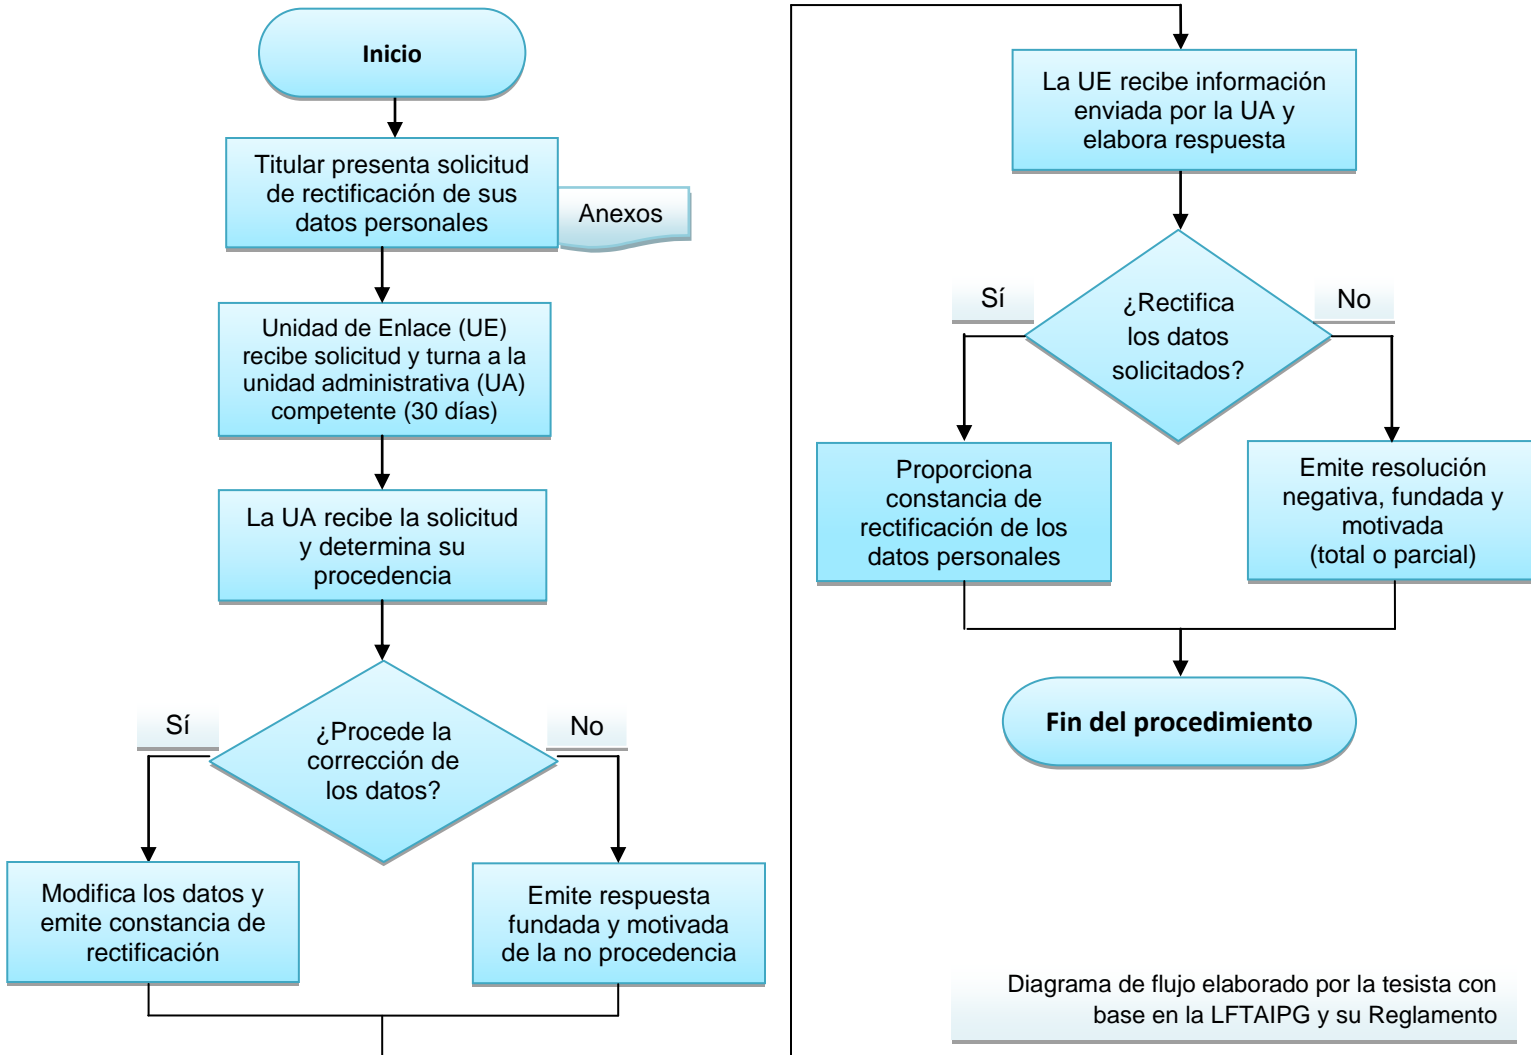 Inicio
Titular presenta solicitud
de rectificación de sus
datos personales
Anexos
Unidad de Enlace (UE)
recibe solicitud y turna a la
unidad administrativa (UA)
competente (30 días)
La UA recibe la solicitud
y determina su
procedencia
¿Procede la
corrección de
los datos?
Sí
No
Modifica los datos y
emite constancia de
rectificación
Emite respuesta
fundada y motivada
de la no procedencia
La UE recibe información
enviada por la UA y
elabora respuesta
¿Rectifica
los datos
solicitados?
Sí
No
Proporciona
constancia de
rectificación de los
datos personales
Emite resolución
negativa, fundada y
motivada
(total o parcial)
Fin del procedimiento
Diagrama de flujo elaborado por la tesista con
base en la LFTAIPG y su Reglamento